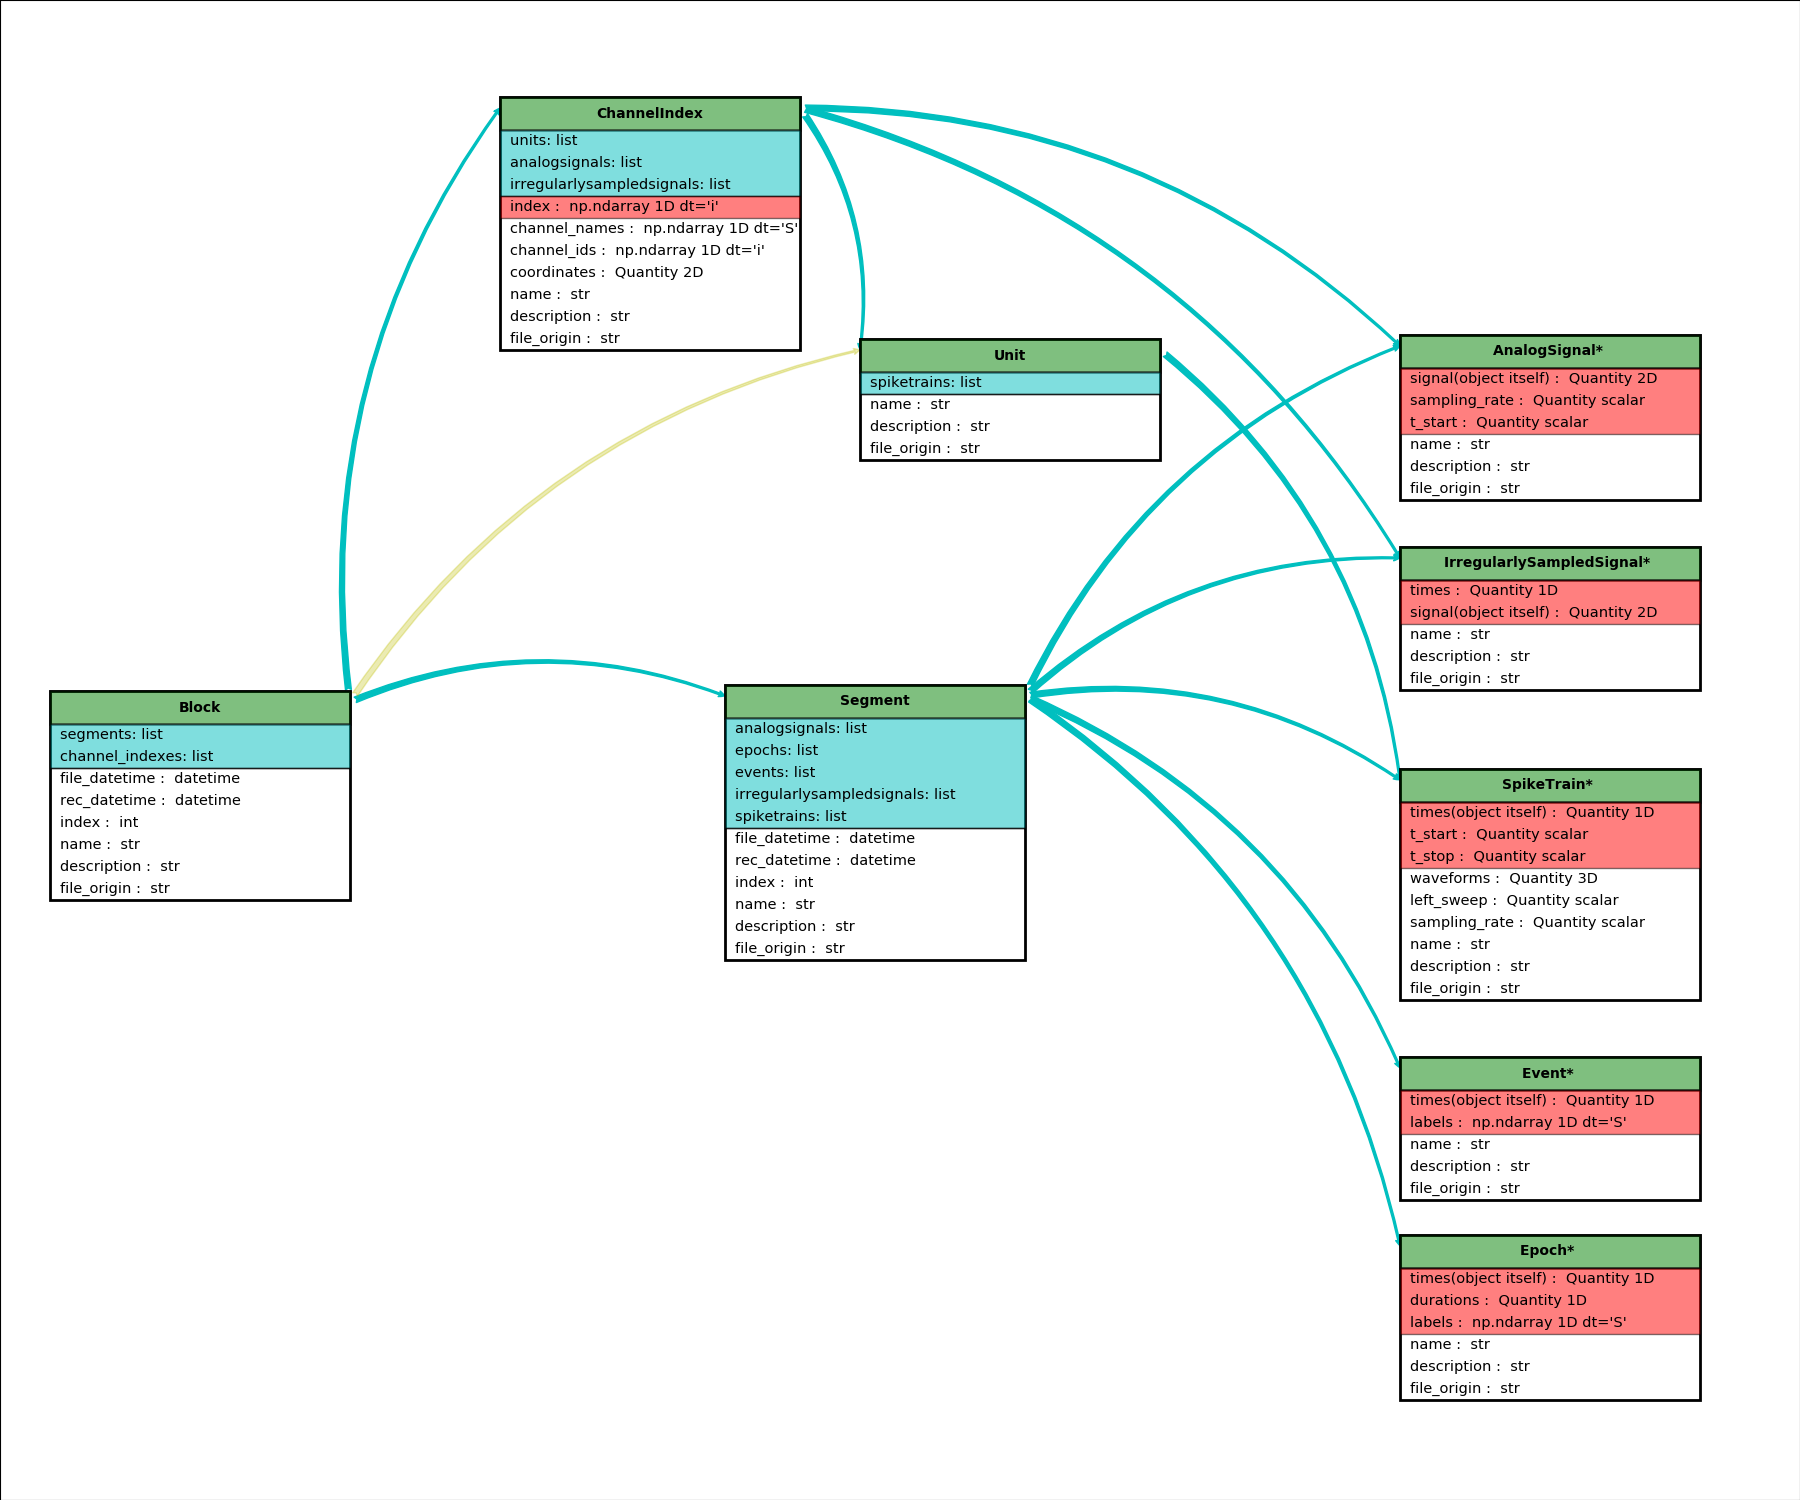 ChannelIndex
units: list
analogsignals: list
irregularlysampledsignals: list
index :  np.ndarray 1D dt='i'
channel_names :  np.ndarray 1D dt='S'
channel_ids :  np.ndarray 1D dt='i'
coordinates :  Quantity 2D
name :  str
description :  str
file_origin :  str
Unit
spiketrains: list
name :  str
description :  str
file_origin :  str
AnalogSignal*
signal(object itself) :  Quantity 2D
sampling_rate :  Quantity scalar
t_start :  Quantity scalar
name :  str
description :  str
file_origin :  str
IrregularlySampledSignal*
times :  Quantity 1D
signal(object itself) :  Quantity 2D
name :  str
description :  str
file_origin :  str
Block
segments: list
channel_indexes: list
file_datetime :  datetime
rec_datetime :  datetime
index :  int
name :  str
description :  str
file_origin :  str
Segment
analogsignals: list
epochs: list
events: list
irregularlysampledsignals: list
spiketrains: list
file_datetime :  datetime
rec_datetime :  datetime
index :  int
name :  str
description :  str
file_origin :  str
SpikeTrain*
times(object itself) :  Quantity 1D
t_start :  Quantity scalar
t_stop :  Quantity scalar
waveforms :  Quantity 3D
left_sweep :  Quantity scalar
sampling_rate :  Quantity scalar
name :  str
description :  str
file_origin :  str
Event*
times(object itself) :  Quantity 1D
labels :  np.ndarray 1D dt='S'
name :  str
description :  str
file_origin :  str
Epoch*
times(object itself) :  Quantity 1D
durations :  Quantity 1D
labels :  np.ndarray 1D dt='S'
name :  str
description :  str
file_origin :  str